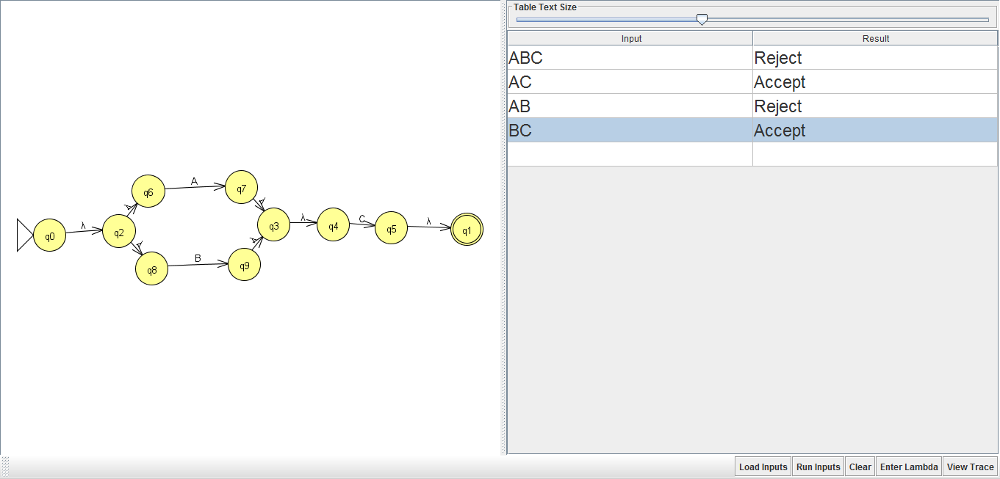 Table Text Size
Input Result
ABC Reject
AC Accept
AB Reject
BC Accept
q0
λ
q2
λ
q6
A
q7
λ
λ
q8
B
q9
λ
q3
λ
q4
C
q5
λ
q1
Load Inputs Run Inputs Clear Enter Lambda View Trace